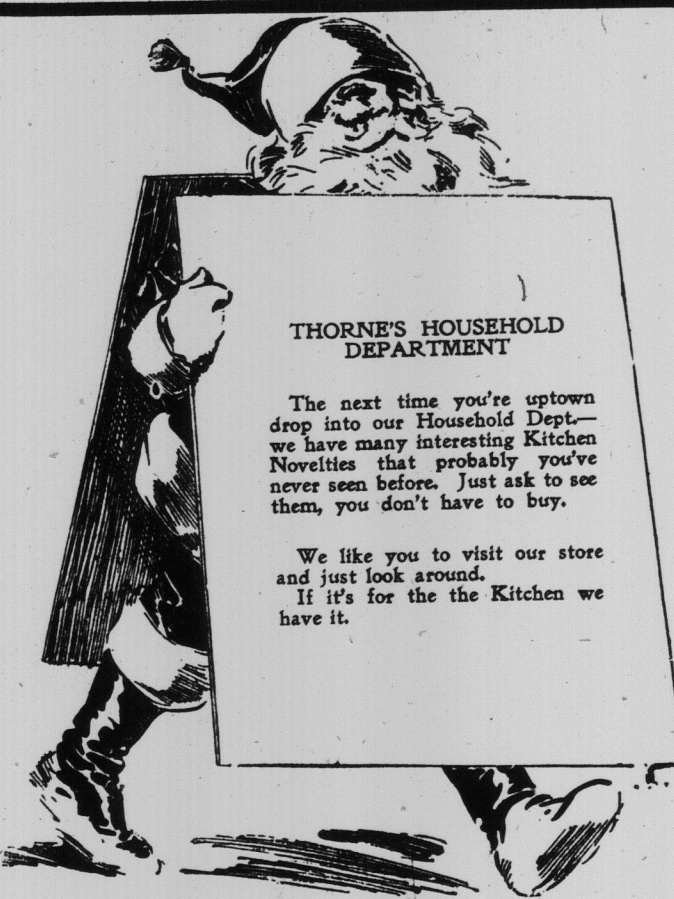 THORNE'S HOUSEHOLD
DEPARTMENT
The next time you're uptown
drop into our Household Dept.—
we have many interesting Kitchen
Novelties that probably you've
never seen before. Just ask to see
them, you don't have to buy.
We like you to visit our store
and just look around.
If it's for the the Kitchen we
have it.